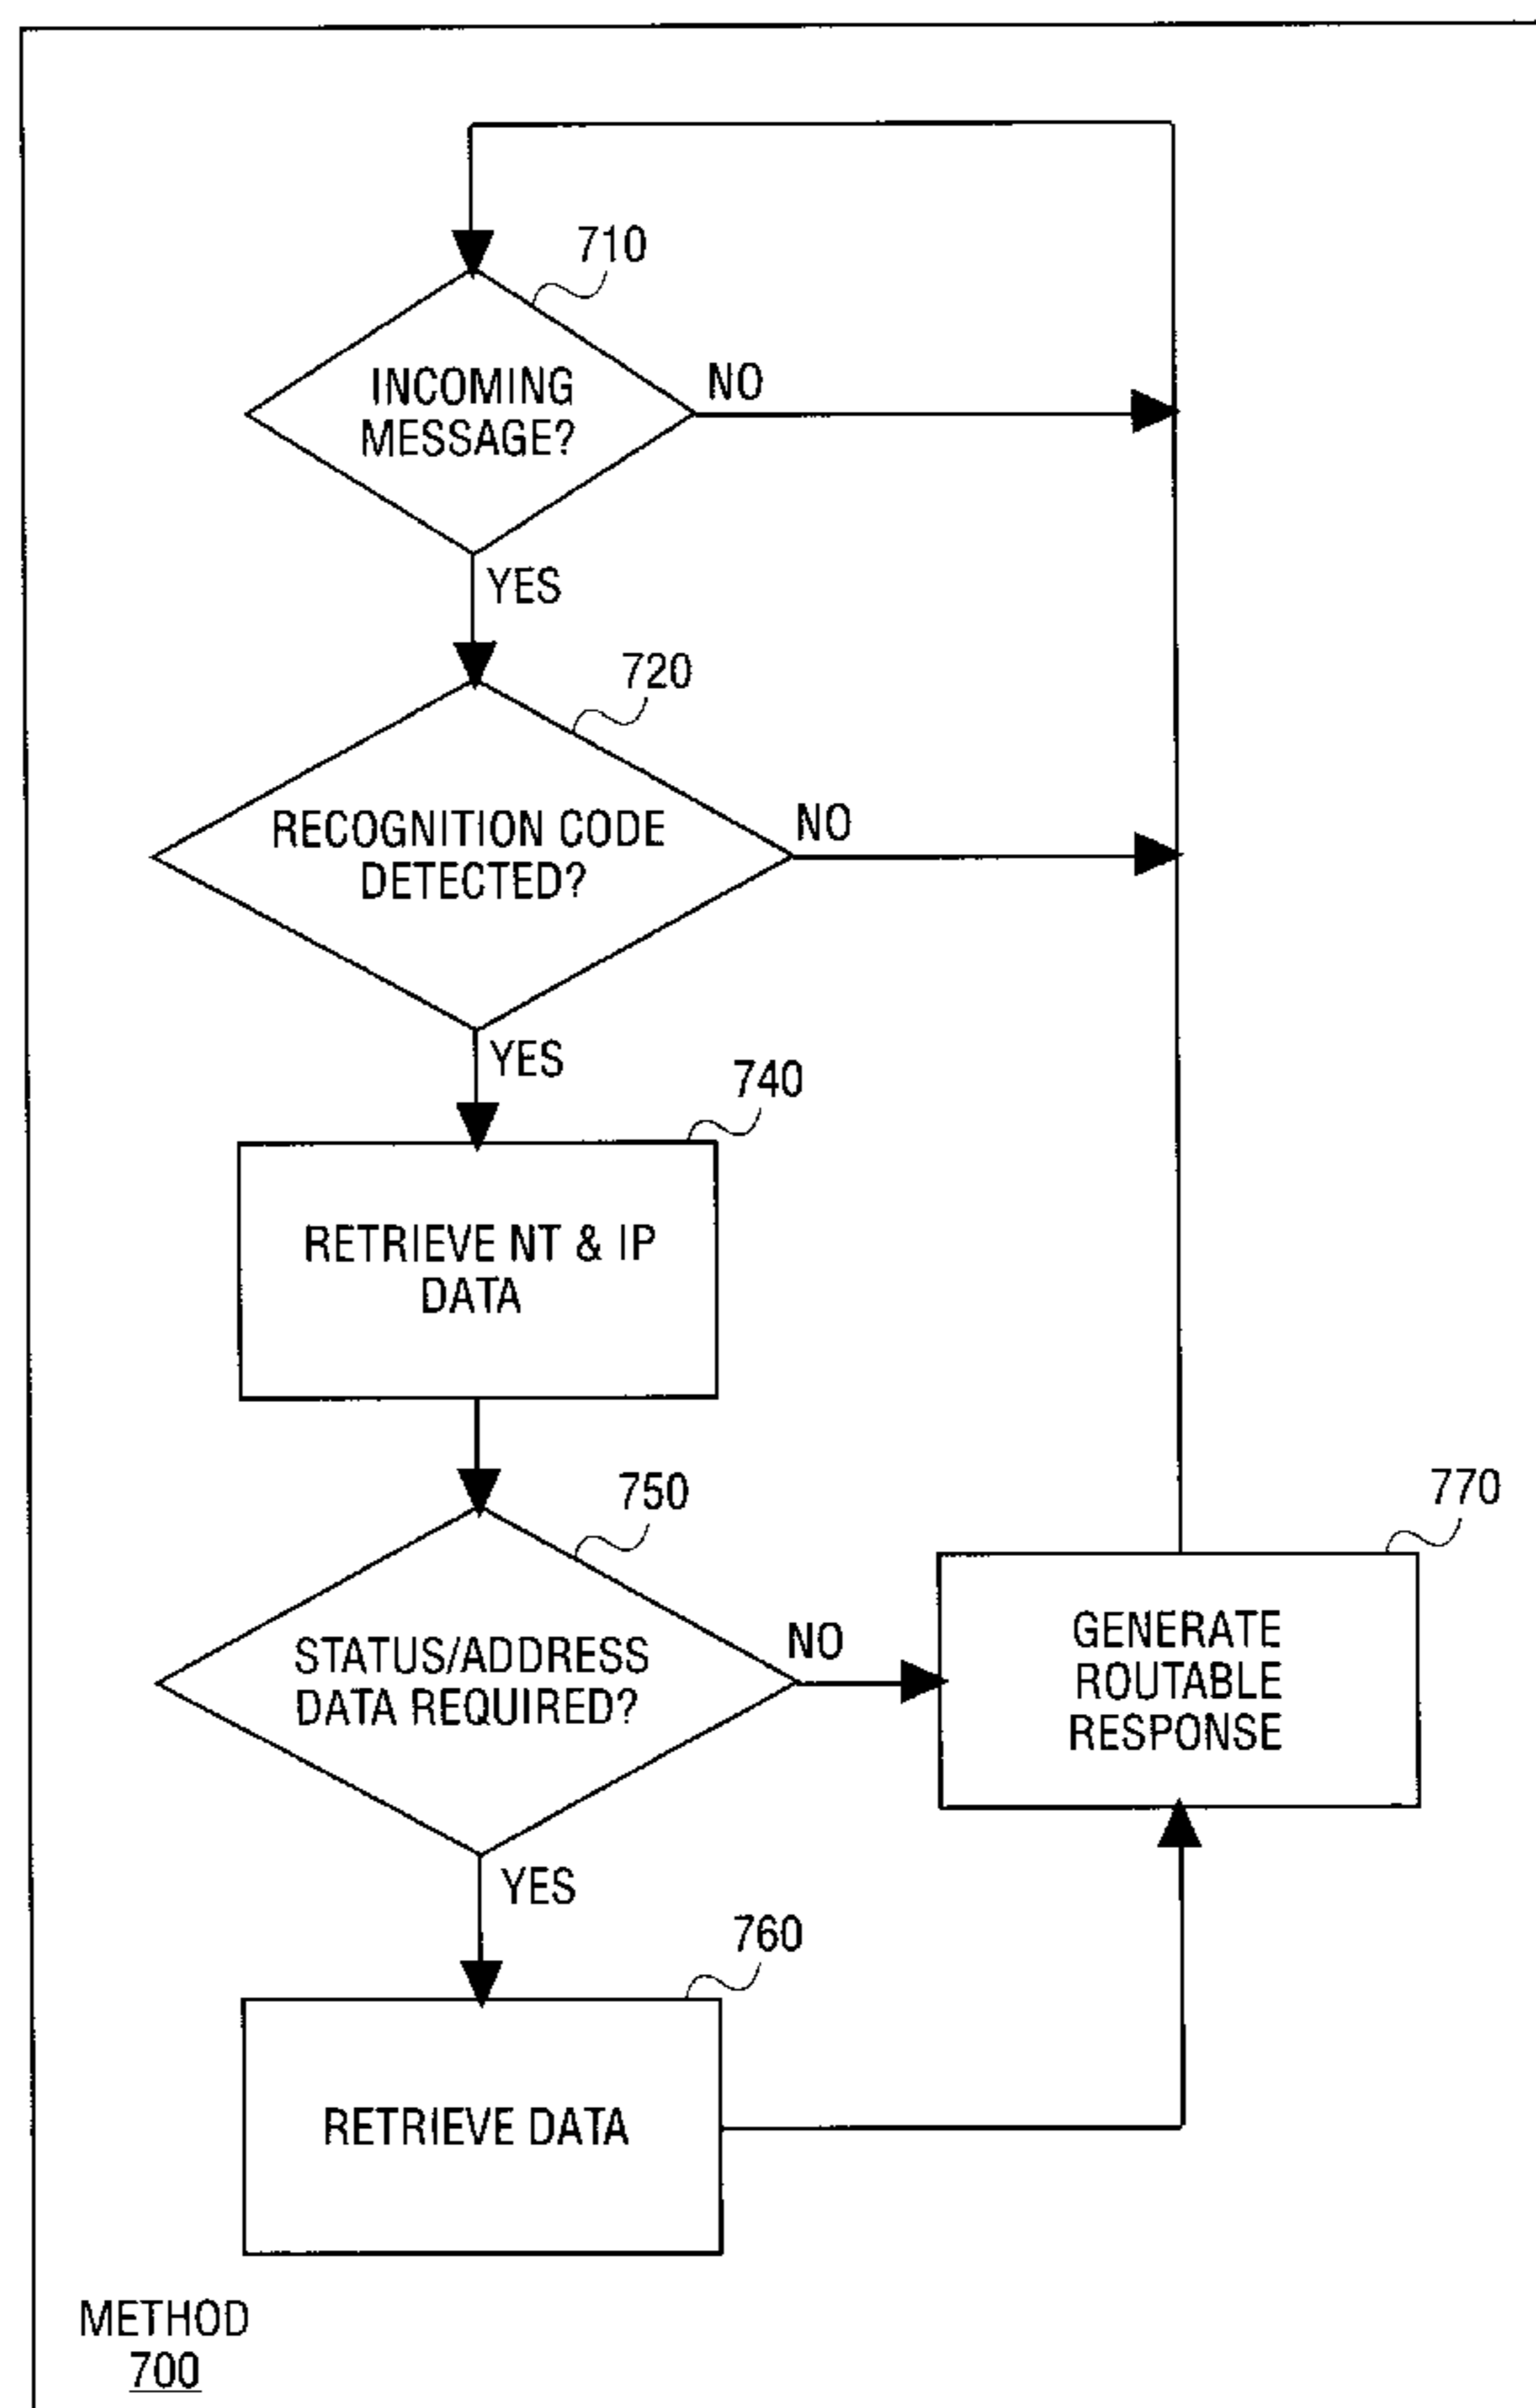 710
INCOMING
MESSAGE?
NO
YES
720
RECOGNITION CODE
DETECTED?
NO
YES
740
RETRIEVE NT & IP
DATA
750
STATUS/ADDRESS
DATA REQUIRED?
NO
770
GENERATE
ROUTABLE
RESPONSE
YES
760
RETRIEVE DATA
METHOD
700